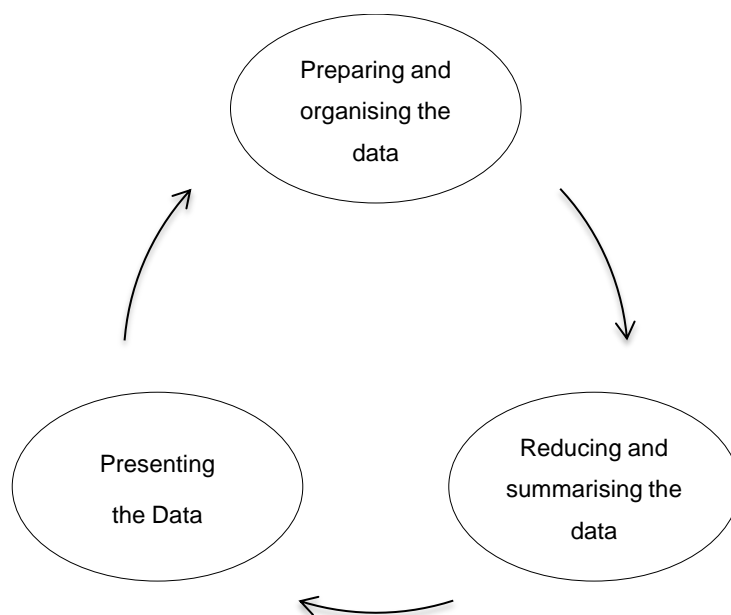 Preparing and
organising the
data
Reducing and
summarising the
data
Presenting
the Data